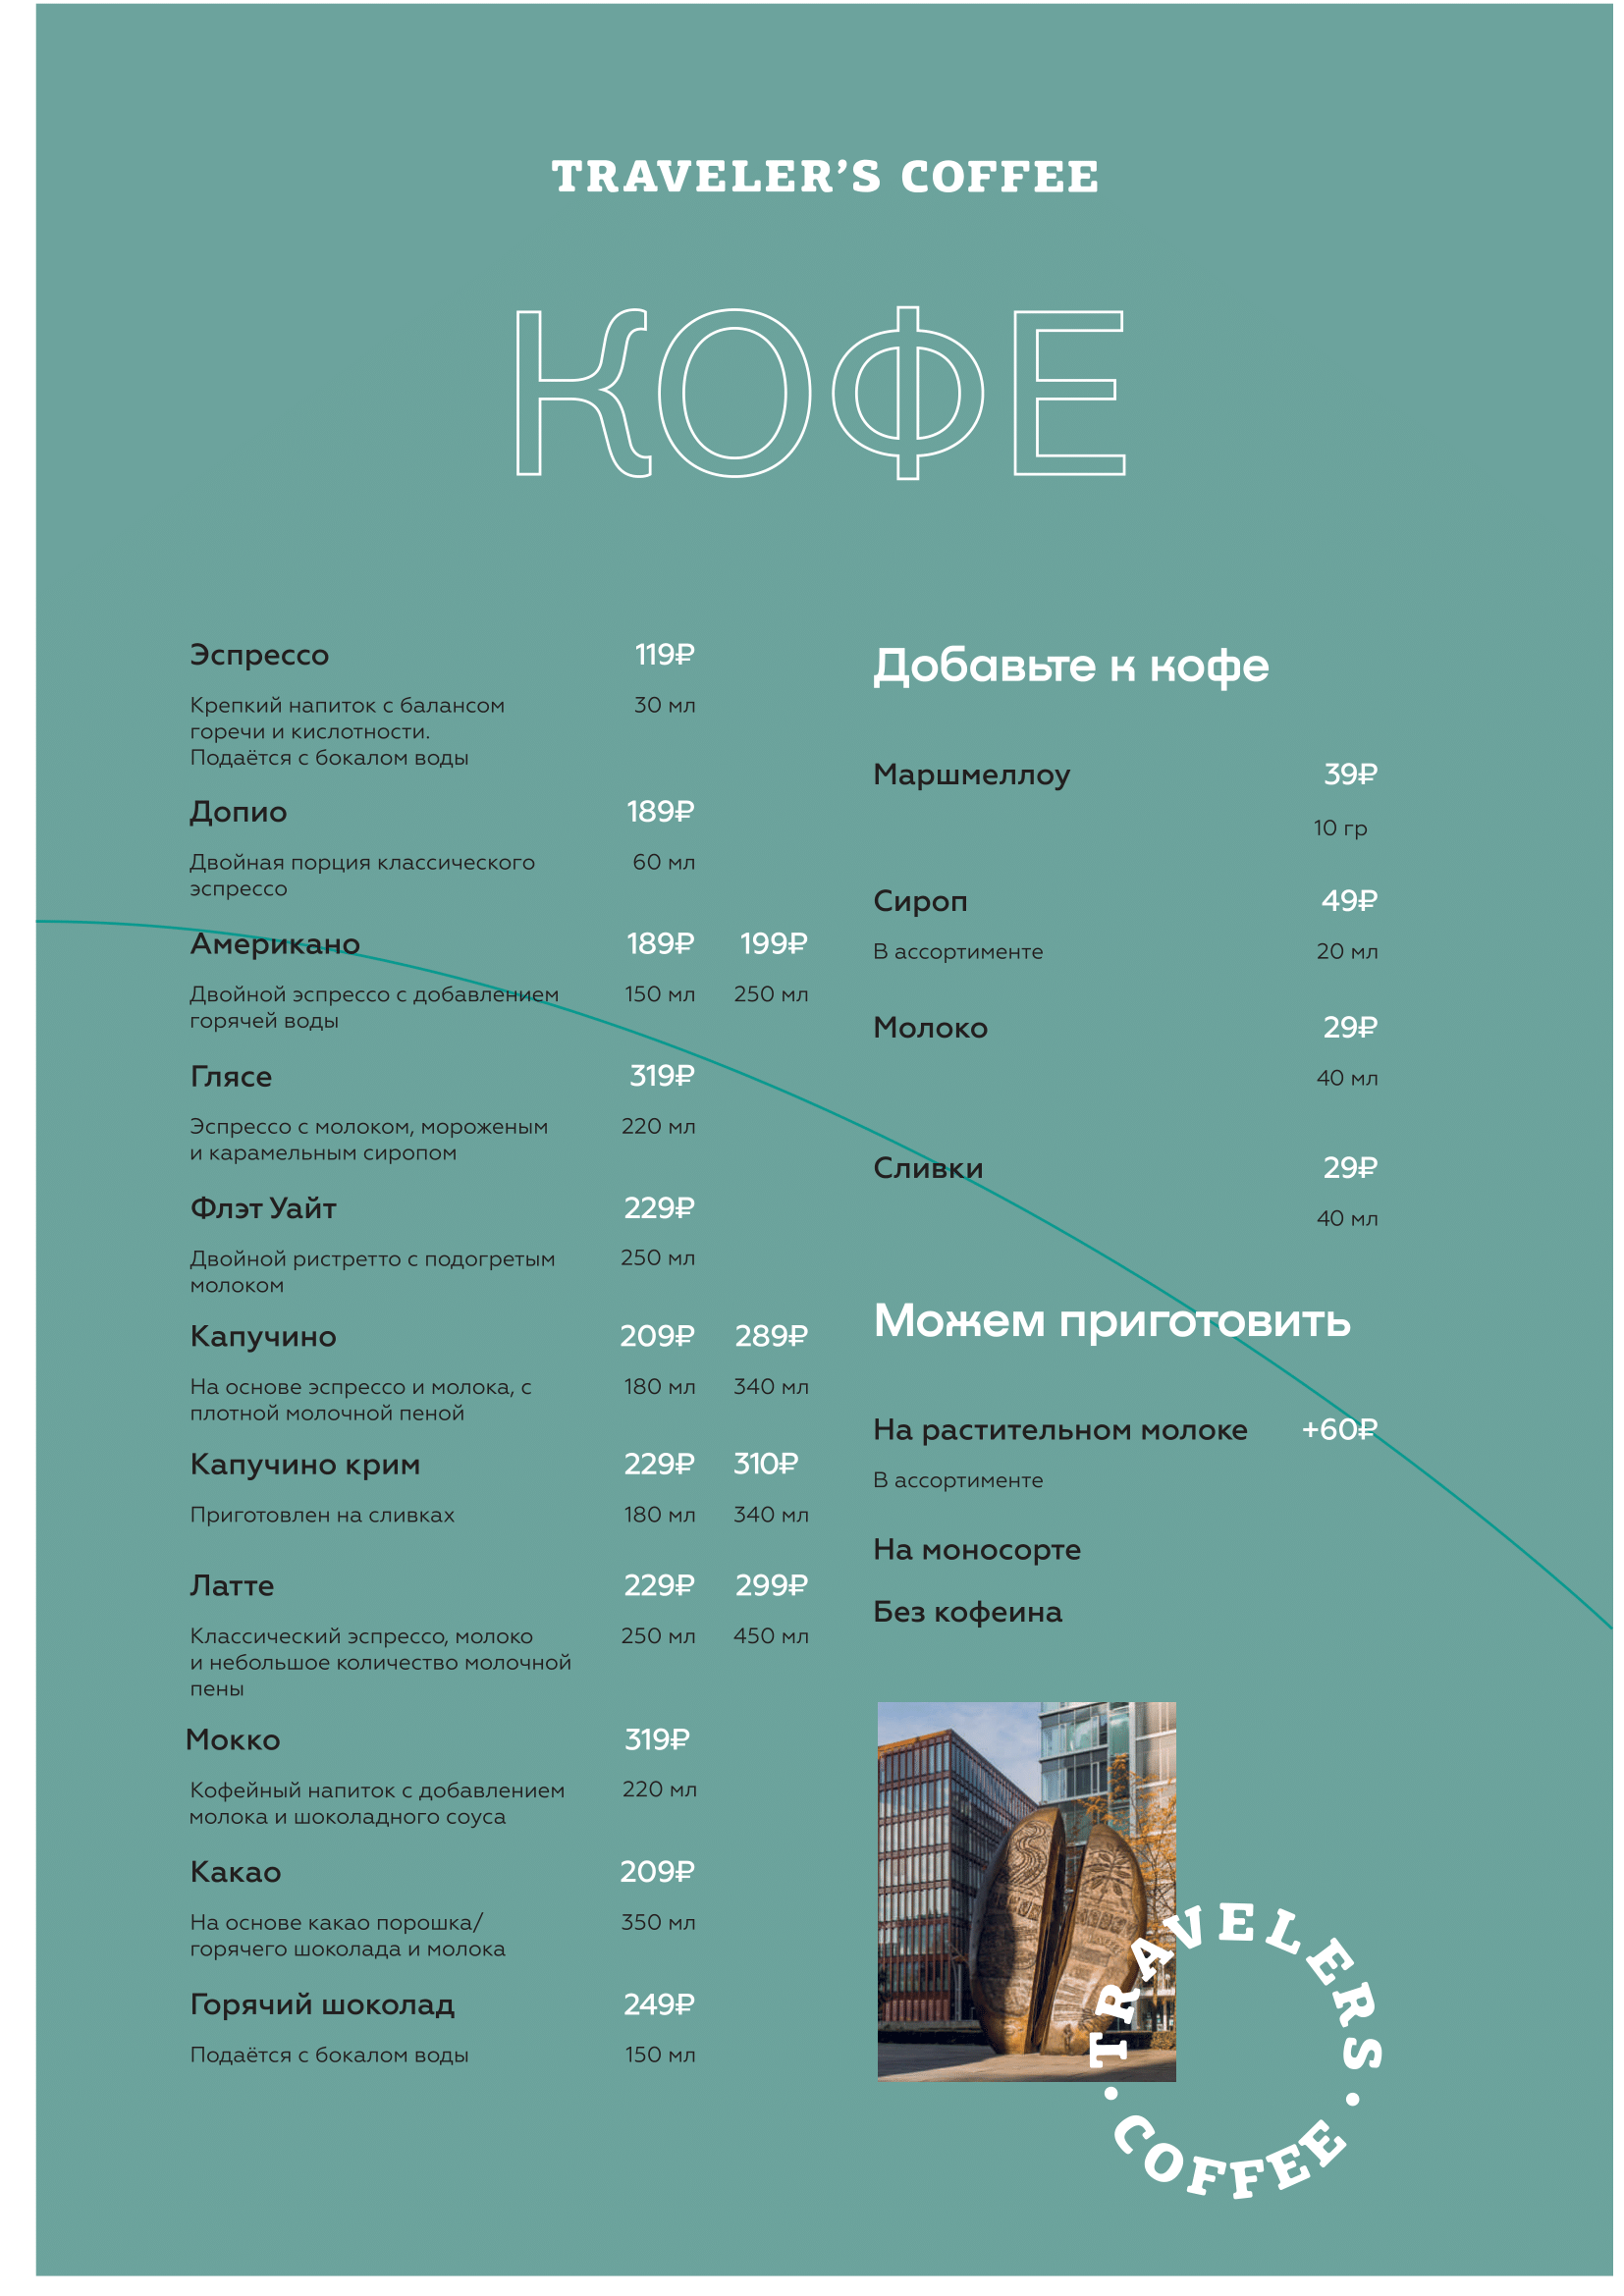 TRAVELER’S COFFEE
КОФЕ
Эспрессо 119₽
Крепкий напиток с балансом 30 мл
горечи и кислотности.
Подаётся с бокалом воды
Допио 189₽
Двойная порция классического 60 мл
эспрессо
Американо 189₽ 199₽
Двойной эспрессо с добавлением 150 мл 250 мл
горячей воды
Глясе 319₽
Эспрессо с молоком, мороженым 220 мл
и карамельным сиропом
Флэт Уайт 229₽
Двойной ристретто с подогретым 250 мл
молоком
Капучино 209₽ 289₽
На основе эспрессо и молока, с 180 мл 340 мл
плотной молочной пеной
Капучино крим 229₽ 310₽
Приготовлен на сливках 180 мл 340 мл
Латте 229₽ 299₽
Классический эспрессо, молоко 250 мл 450 мл
и небольшое количество молочной
пены
Мокко 319₽
Кофейный напиток с добавлением 220 мл
молока и шоколадного соуса
Какао 209₽
На основе какао порошка/ 350 мл
горячего шоколада и молока
Горячий шоколад 249₽
Подаётся с бокалом воды 150 мл
Добавьте к кофе
Маршмеллоу 39₽
10 гр
Сироп 49₽
В ассортименте 20 мл
Молоко 29₽
40 мл
Сливки 29₽
40 мл
Можем приготовить
На растительном молоке +60₽
В ассортименте
На моносорте
Без кофеина
TRAVELERS
• COFFEE •